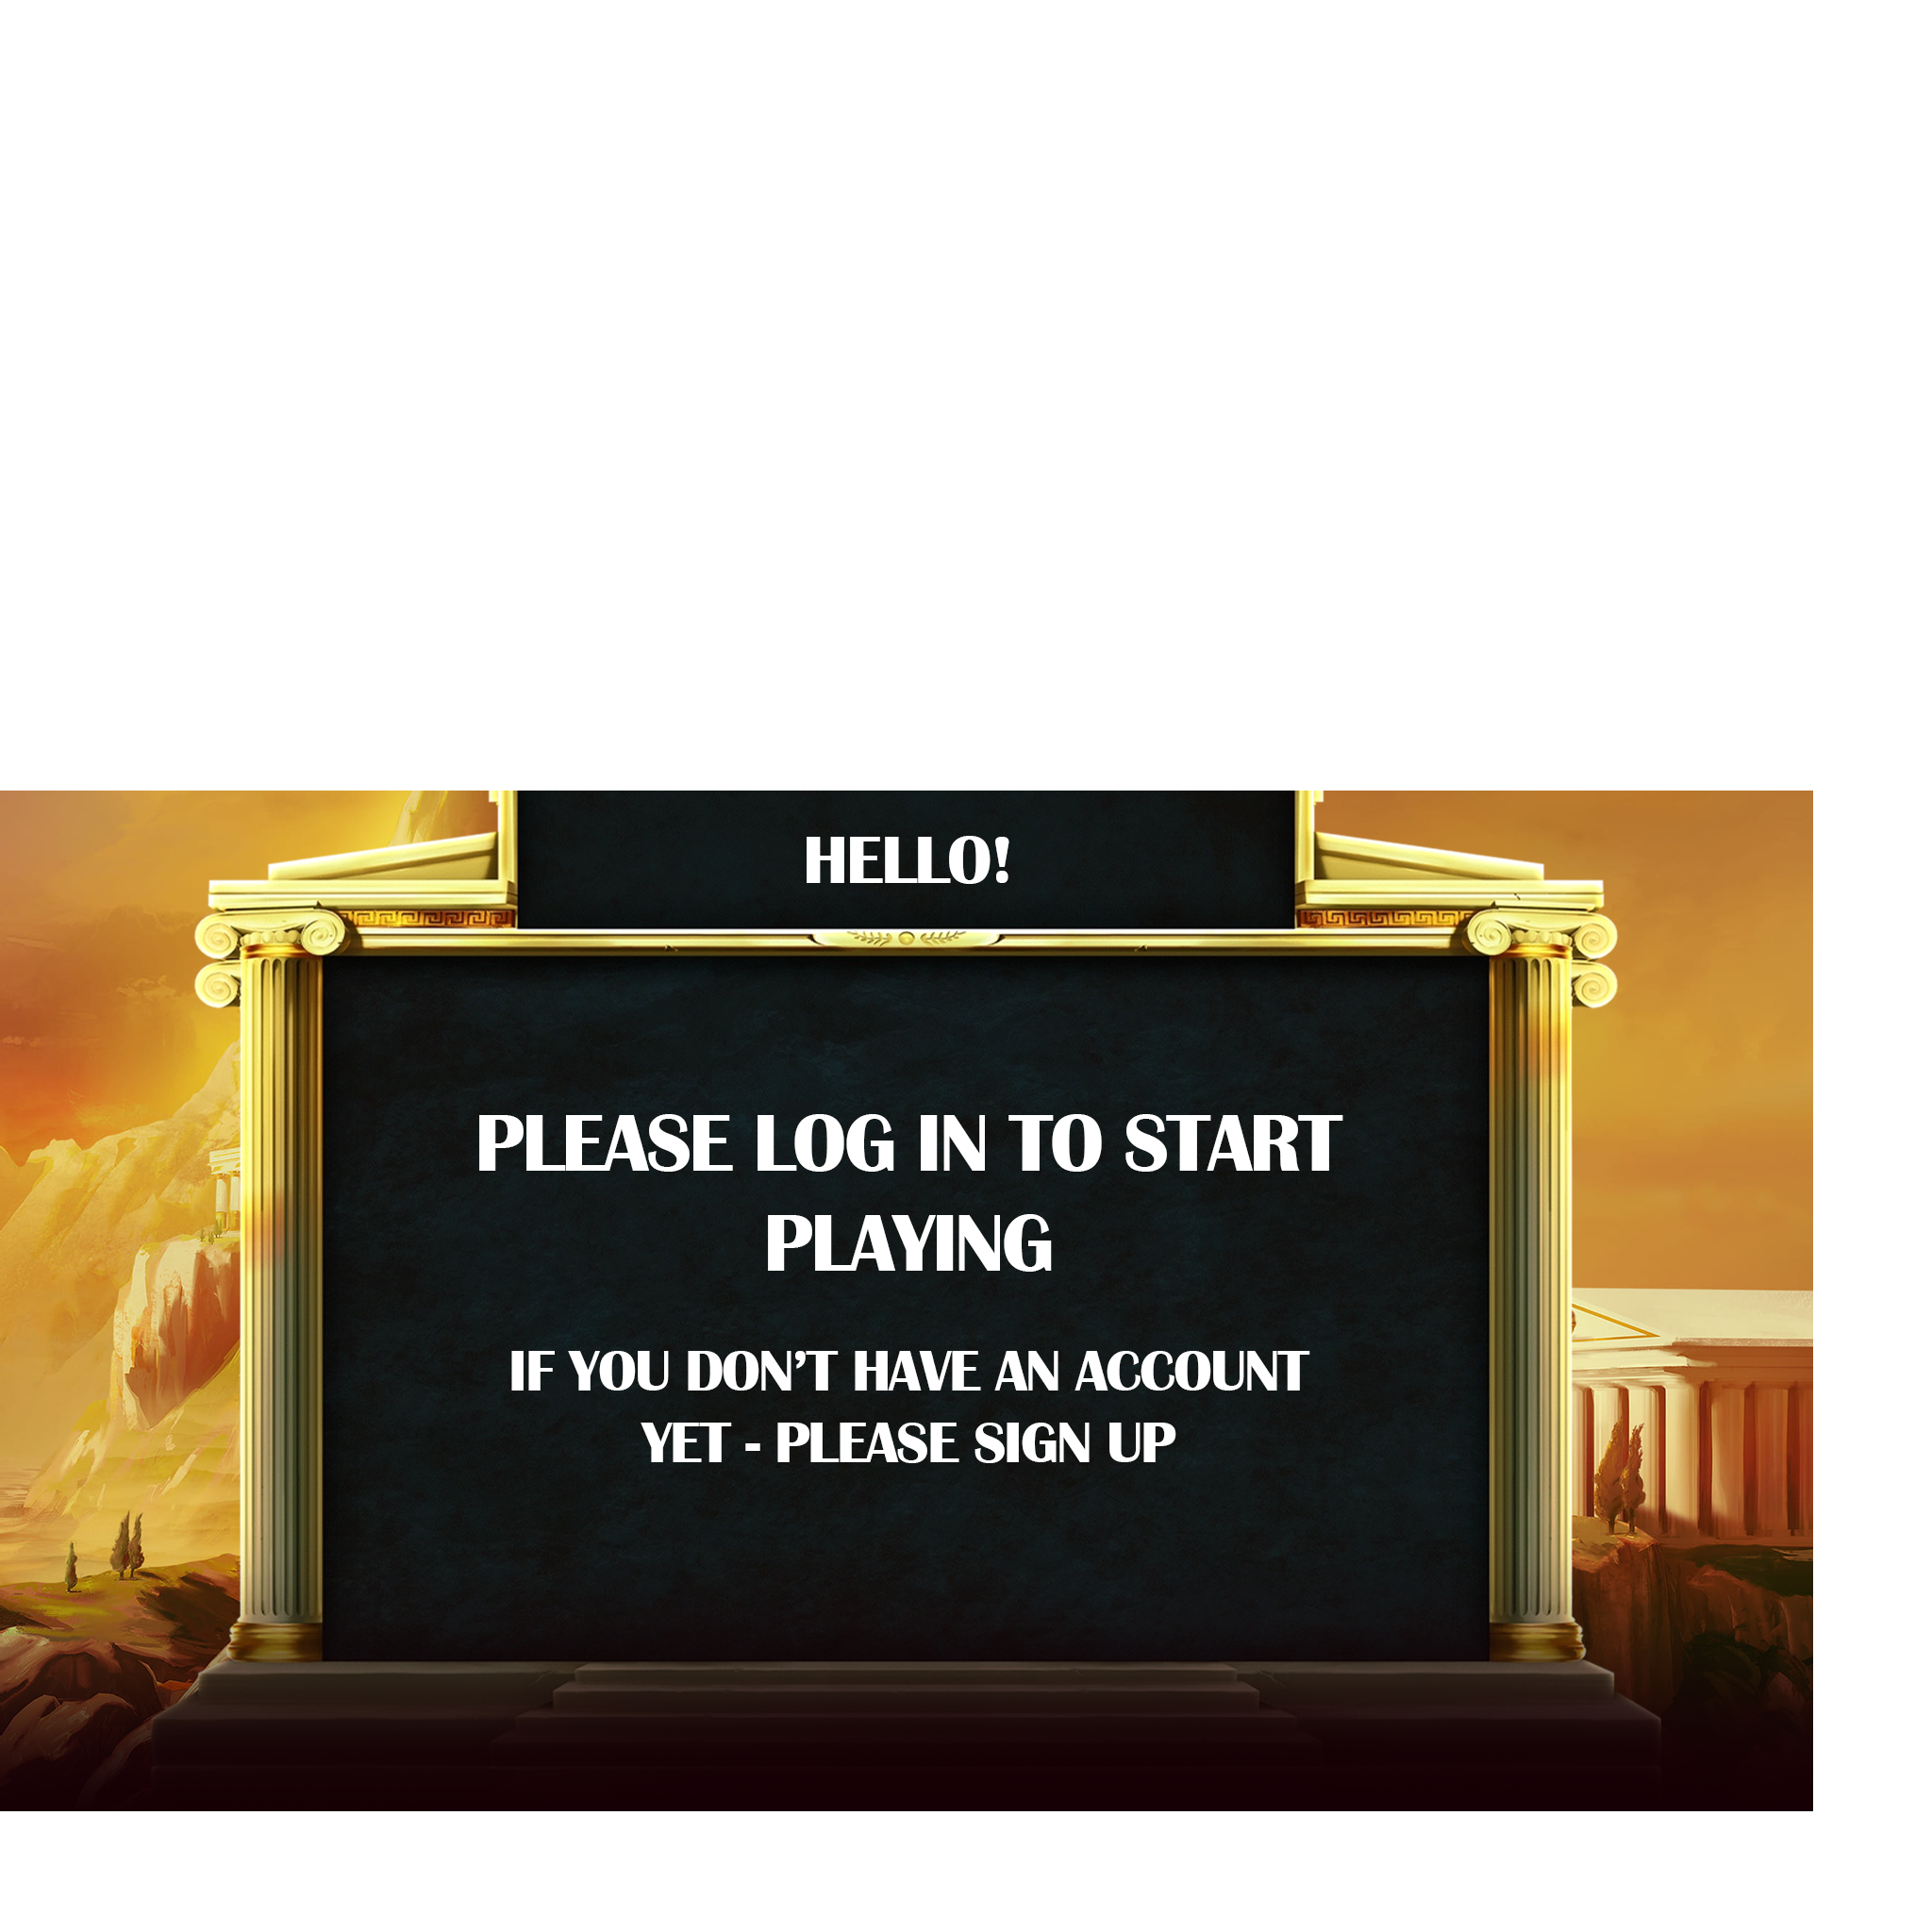 HELLO!
PLEASE LOG IN TO START
PLAYING
IF YOU DON’T HAVE AN ACCOUNT
YET - PLEASE SIGN UP